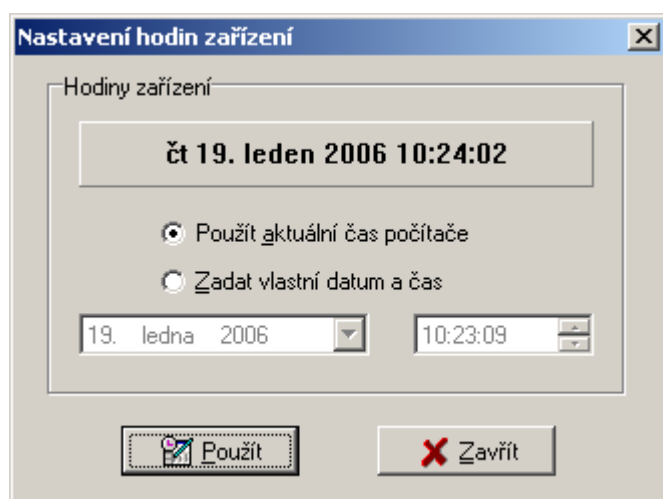 Nastavení hodin zařízení
Hodiny zařízení
čt 19. leden 2006 10:24:02
Použít aktuální čas počítače
Zadat vlastní datum a čas
19. ledna 2006 10:23:09
Použít Zavřít